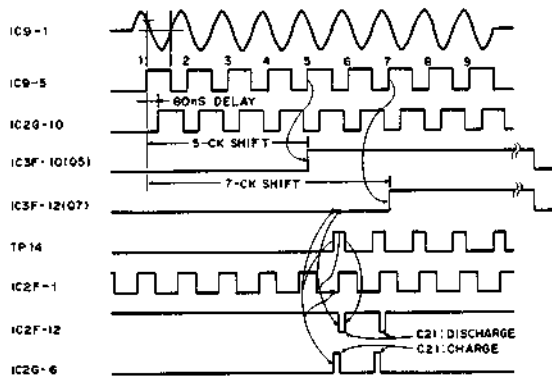 IC9-1
1 2 3 4 5 6 7 8 9
IC9-5
80nS DELAY
IC2G-10
5-CK SHIFT
IC3F-10(Q5)
7-CK SHIFT
IC3F-12(Q7)
TP14
IC2F-1
IC2F-12
C21:DISCHARGE
C21:CHARGE
IC2G-6